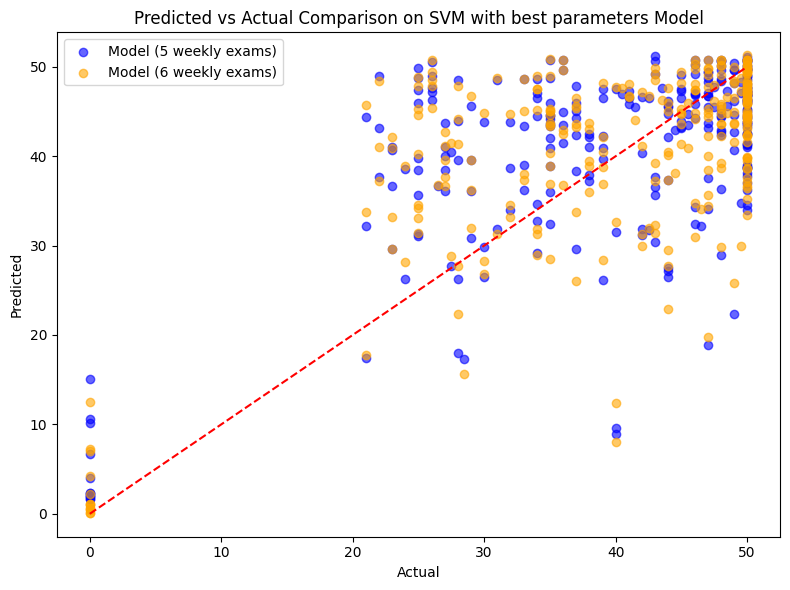 Predicted vs Actual Comparison on SVM with best parameters Model
Model (5 weekly exams)
Model (6 weekly exams)
50
40
30
20
10
0
Predicted
0
10
20
30
40
50
Actual